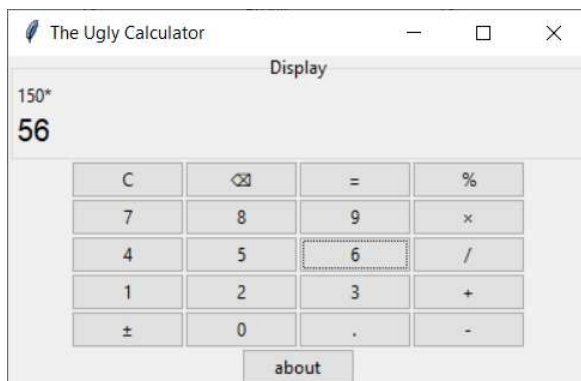 The Ugly Calculator
Display
150*
56
C ⌫ = %
7 8 9 ×
4 5 6 /
1 2 3 +
± 0 . -
about